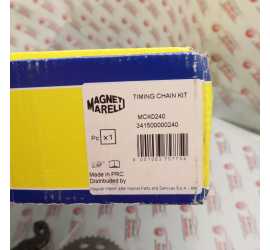 TIMING CHAIN KIT
MAGNETI
MARELLI
MCK0240
341500000240
Pc x1
Made in PRC
Distributed by